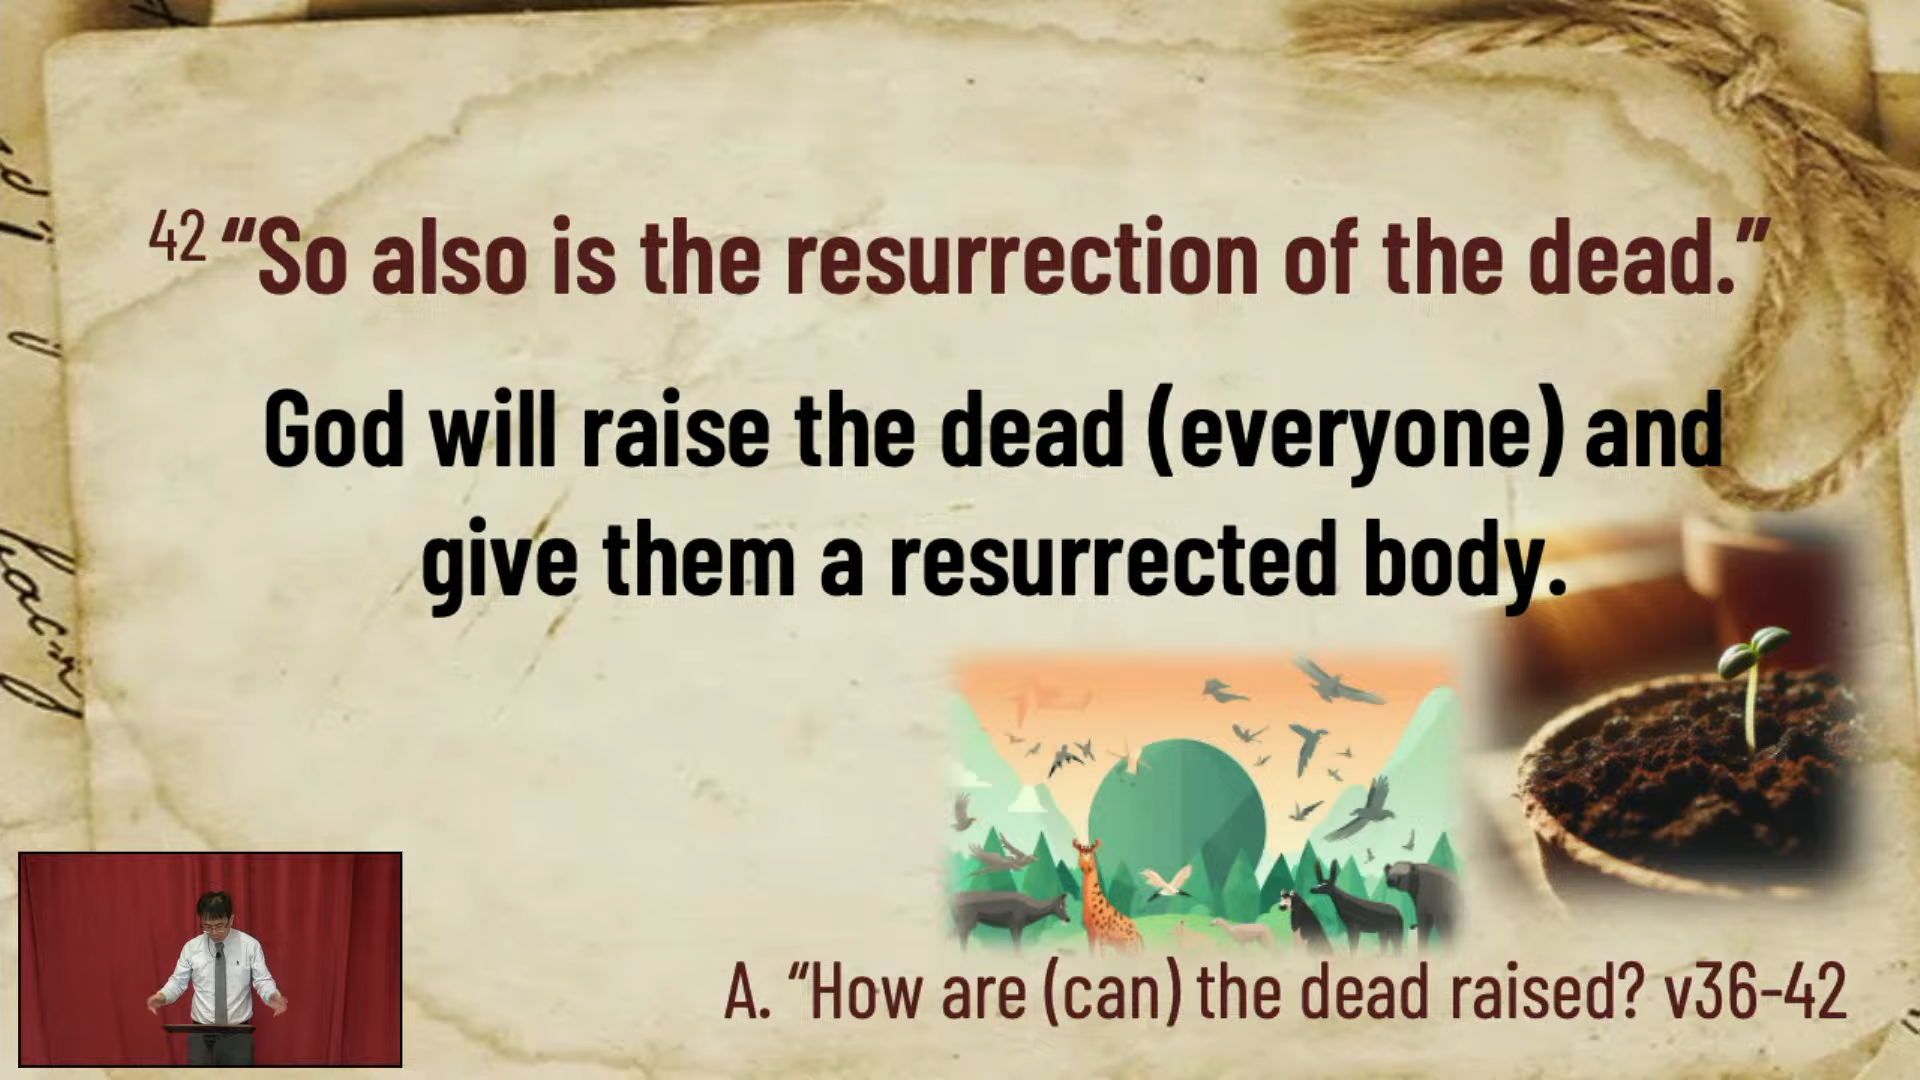 42 “So also is the resurrection of the dead.”
God will raise the dead (everyone) and
give them a resurrected body.
A. “How are (can) the dead raised? v36-42